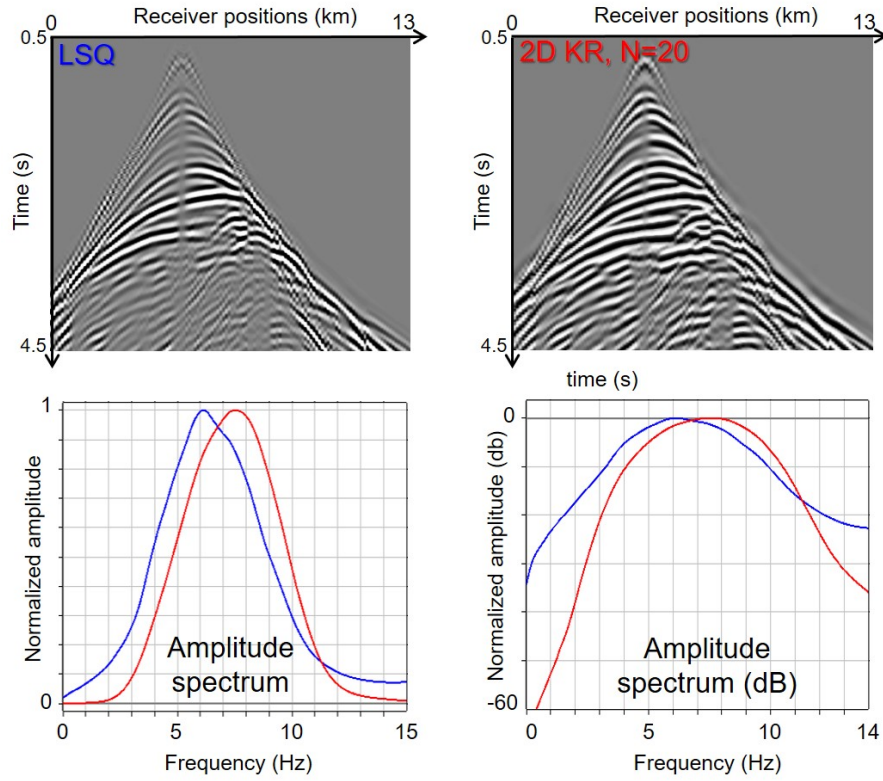 0 Receiver positions (km) 13
0.5
LSQ
Time (s)
4.5
0 Receiver positions (km) 13
0.5
2D KR, N=20
Time (s)
4.5
time (s)
1
Normalized amplitude
0
Amplitude
spectrum
0 5 10 15
Frequency (Hz)
0
Normalized amplitude (db)
-60
Amplitude
spectrum (dB)
0 5 10 14
Frequency (Hz)